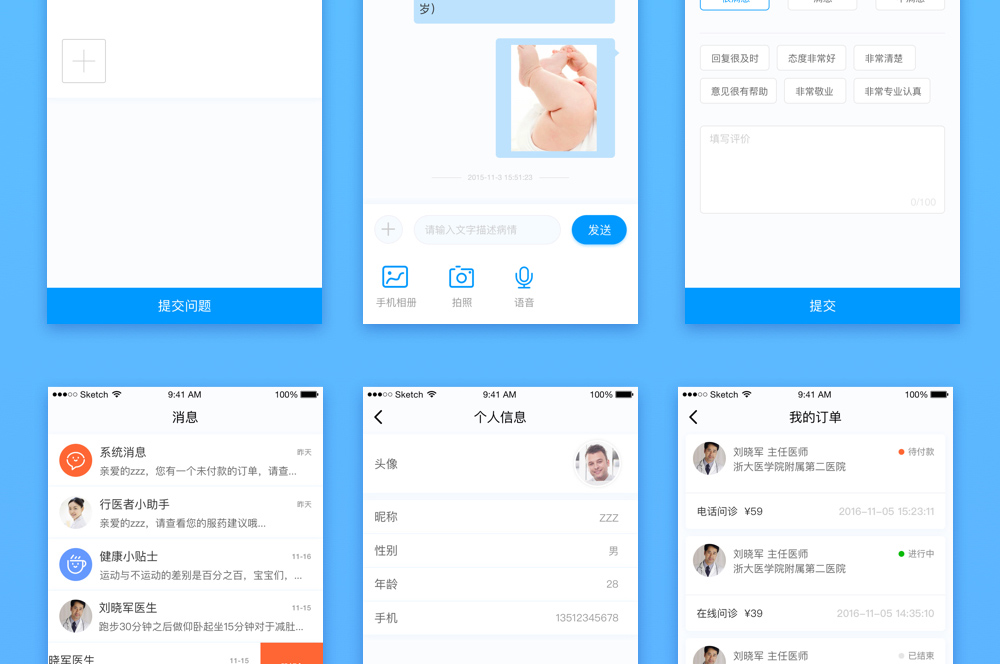 岁）
回复很及时 态度非常好 非常清楚
意见很有帮助 非常敬业 非常专业认真
填写评价
0/100
2015-11-2 15:51:23
请输入文字描述病情
发送
手机相册 拍照 语音
提交问题
提交
Sketch 9:41 AM 100%
消息
系统消息 昨天
亲爱的zzz，您有一个未付款的订单，请查...
行医者小助手 昨天
亲爱的zzz，请查看您的服药建议哦...
健康小贴士 11-16
运动与不运动的差别是百分之百，宝宝们，...
刘晓军医生 11-15
跑步30分钟之后做仰卧起坐15分钟对于减肚...
晓军医生 11-15
Sketch 9:41 AM 100%
个人信息
头像
昵称 ZZZ
性别 男
年龄 28
手机 13512345678
Sketch 9:41 AM 100%
我的订单
刘晓军 主任医师 待付款
浙大医学院附属第二医院
电话问诊 ¥59 2016-11-05 15:23:11
刘晓军 主任医师 进行中
浙大医学院附属第二医院
在线问诊 ¥39 2016-11-05 14:35:10
刘晓军 主任医师 已结束